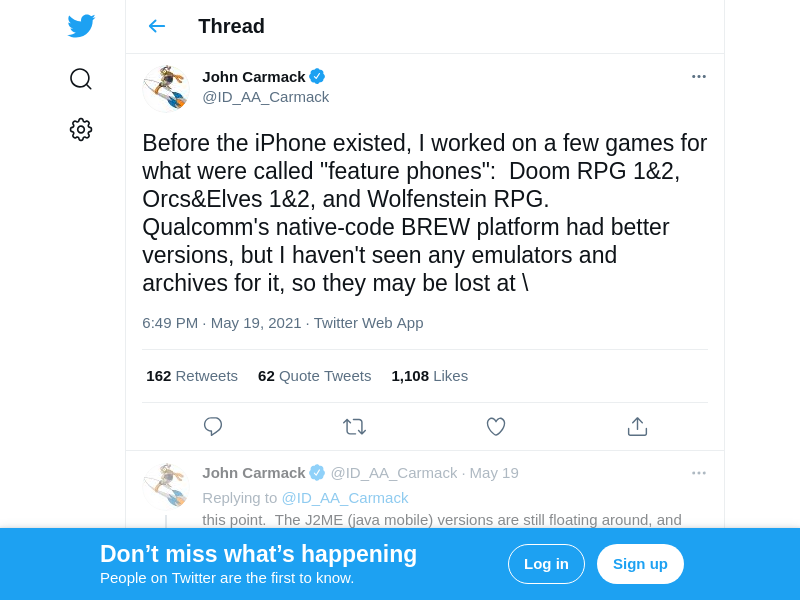 Thread
John Carmack
@ID_AA_Carmack
Before the iPhone existed, I worked on a few games for
what were called "feature phones":  Doom RPG 1&2,
Orcs&Elves 1&2, and Wolfenstein RPG.
Qualcomm's native-code BREW platform had better
versions, but I haven't seen any emulators and
archives for it, so they may be lost at \
6:49 PM · May 19, 2021 · Twitter Web App
162 Retweets 62 Quote Tweets 1,108 Likes
John Carmack @ID_AA_Carmack · May 19
Replying to @ID_AA_Carmack
this point.  The J2ME (java mobile) versions are still floating around, and
Don’t miss what’s happening
People on Twitter are the first to know.
Log in
Sign up